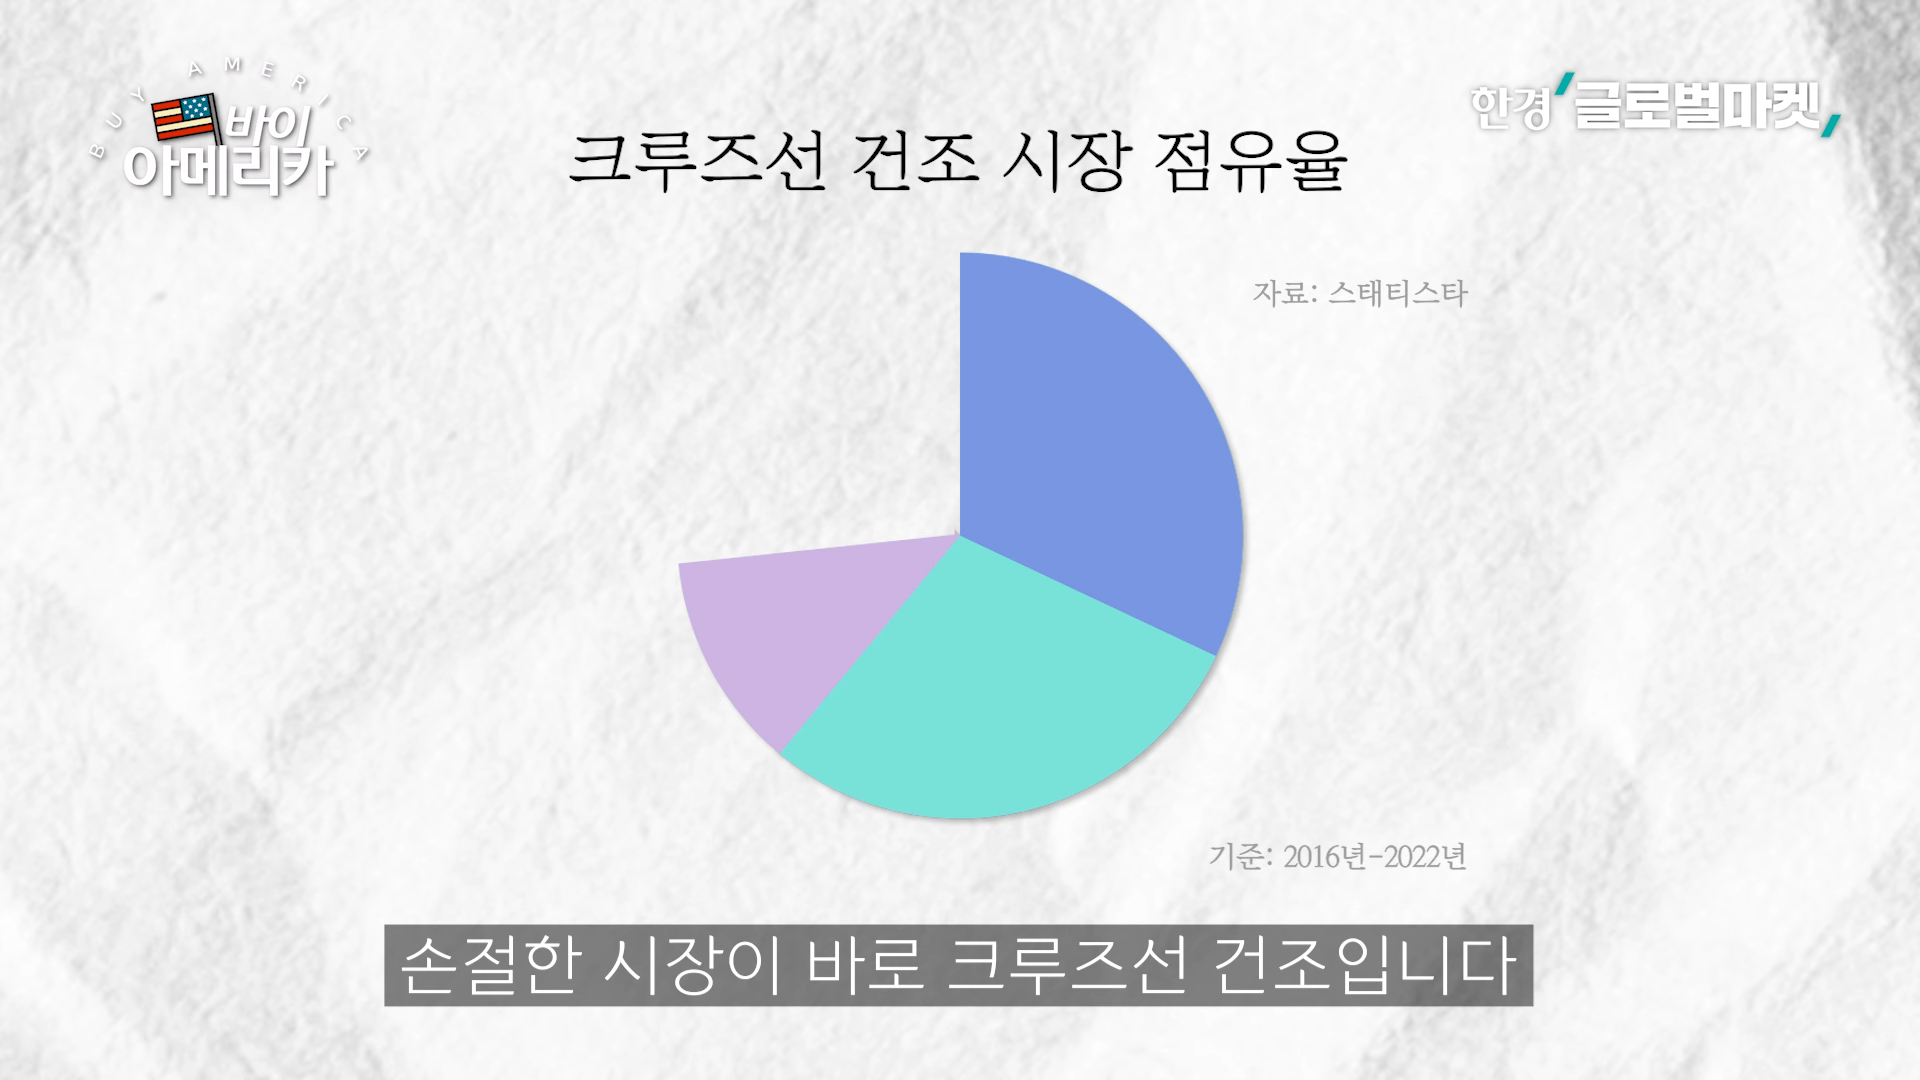 BUY AMERICA
바이
아메리카
한경 글로벌마켓
크루즈선 건조 시장 점유율
자료: 스태티스타
기준: 2016년-2022년
손절한 시장이 바로 크루즈선 건조입니다